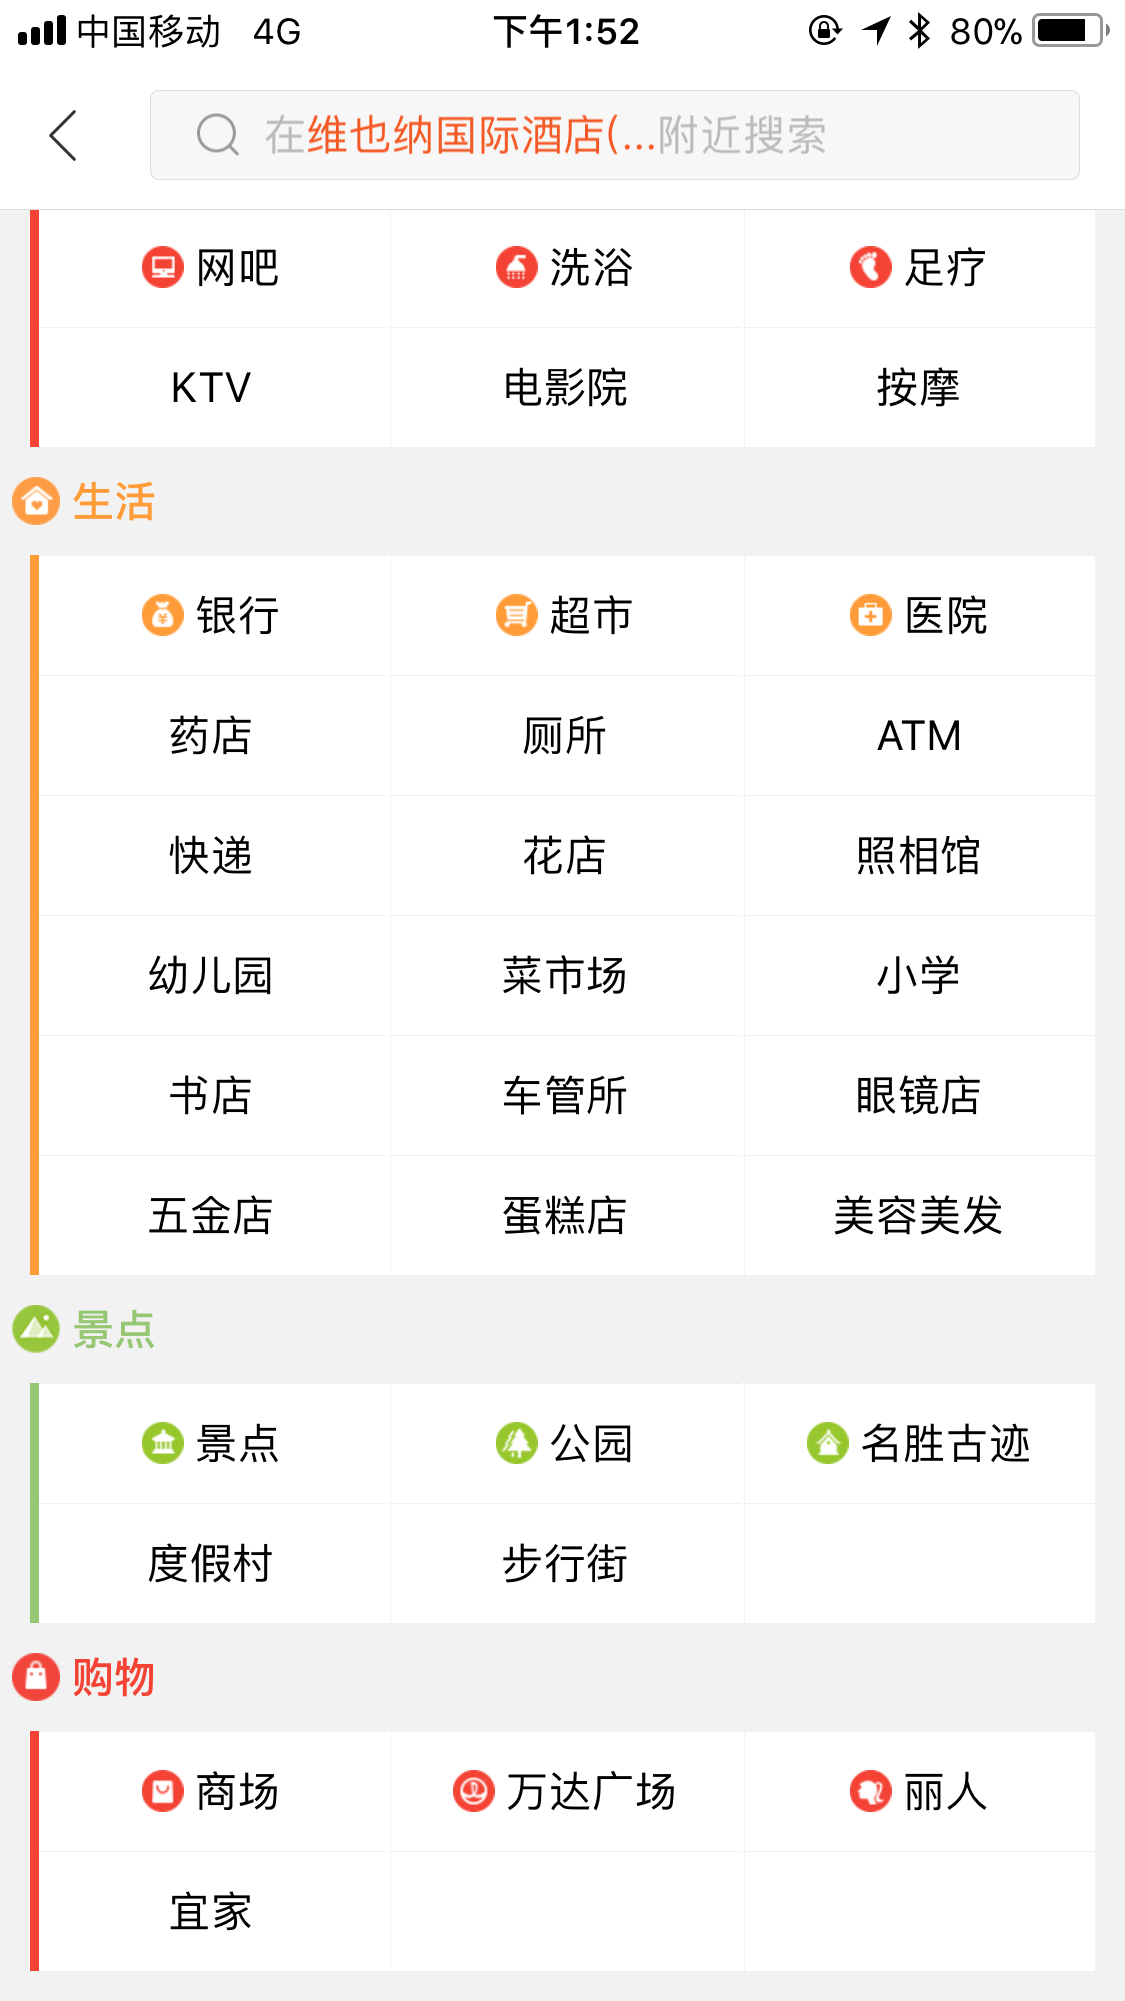 中国移动 4G 下午1:52 80%
在维也纳国际酒店(...附近搜索
网吧 洗浴 足疗
KTV 电影院 按摩
生活
银行 超市 医院
药店 厕所 ATM
快递 花店 照相馆
幼儿园 菜市场 小学
书店 车管所 眼镜店
五金店 蛋糕店 美容美发
景点
景点 公园 名胜古迹
度假村 步行街
购物
商场 万达广场 丽人
宜家